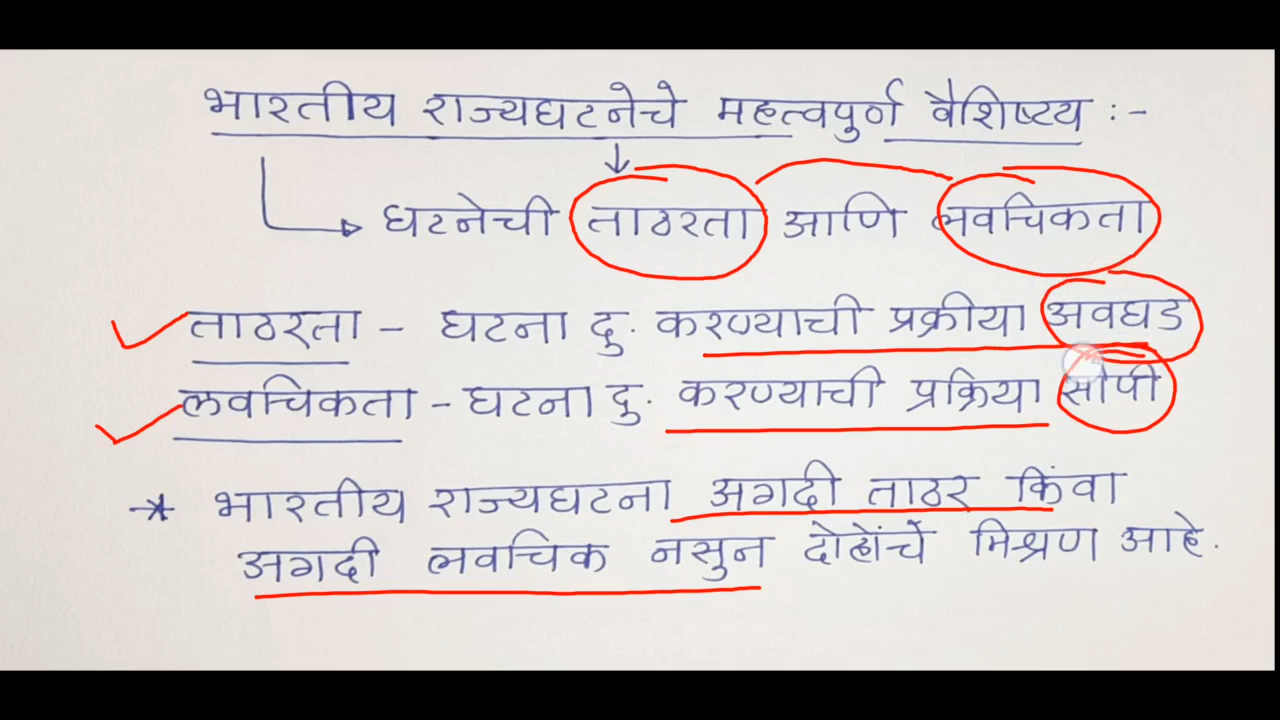 भारतीय राज्यघटनेचे महत्वपुर्ण वैशिष्टय :-
घटनेची ताठरता आणि लवचिकता
ताठरता - घटना दु. करण्याची प्रक्रीया अवघड
लवचिकता - घटना दु. करण्याची प्रक्रिया सोपी
* भारतीय राज्यघटना अगदी ताठर किंवा
अगदी लवचिक नसुन दोहोंचे मिश्रण आहे.